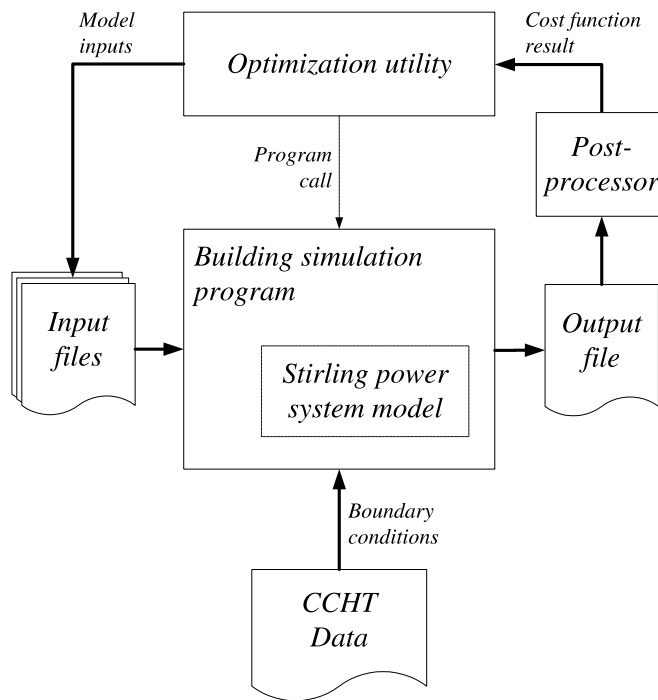 Model
inputs
Optimization utility
Cost function
result
Program
call
Post-
processor
Building simulation
program
Input
files
Stirling power
system model
Output
file
Boundary
conditions
CCHT
Data